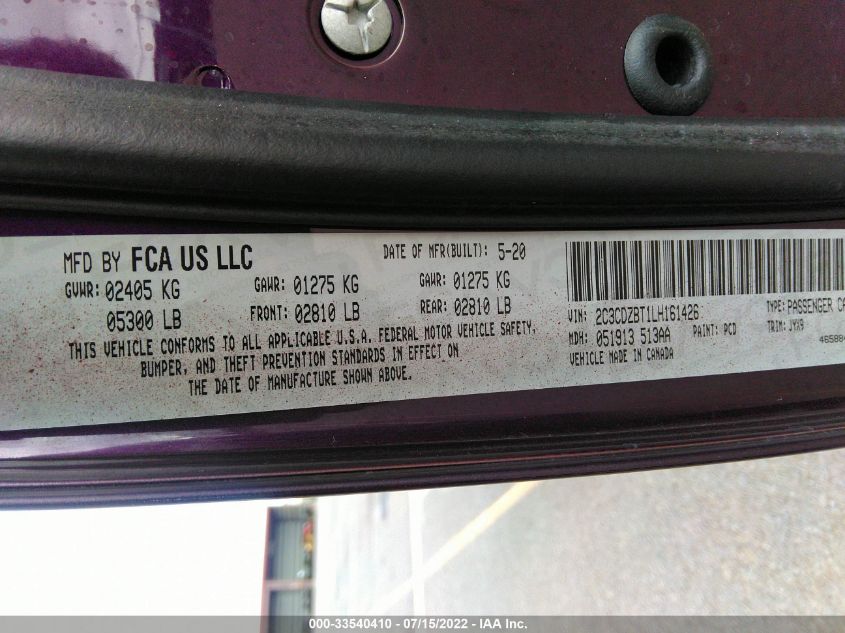 MFD BY FCA US LLC DATE OF MFR(BUILT): 5-20
GVWR: 02405 KG GAWR: 01275 KG GAWR: 01275 KG
05300 LB FRONT: 02810 LB REAR: 02810 LB
THIS VEHICLE CONFORMS TO ALL APPLICABLE U.S.A. FEDERAL MOTOR VEHICLE SAFETY,
BUMPER, AND THEFT PREVENTION STANDARDS IN EFFECT ON
THE DATE OF MANUFACTURE SHOWN ABOVE.
VIN: 2C3CDZBT1LH161426 TYPE: PASSENGER CA
MDH: 051913 513AA PAINT: PCD TRIM: JYX9
VEHICLE MADE IN CANADA 46588
000-33540410 - 07/15/2022 - IAA Inc.